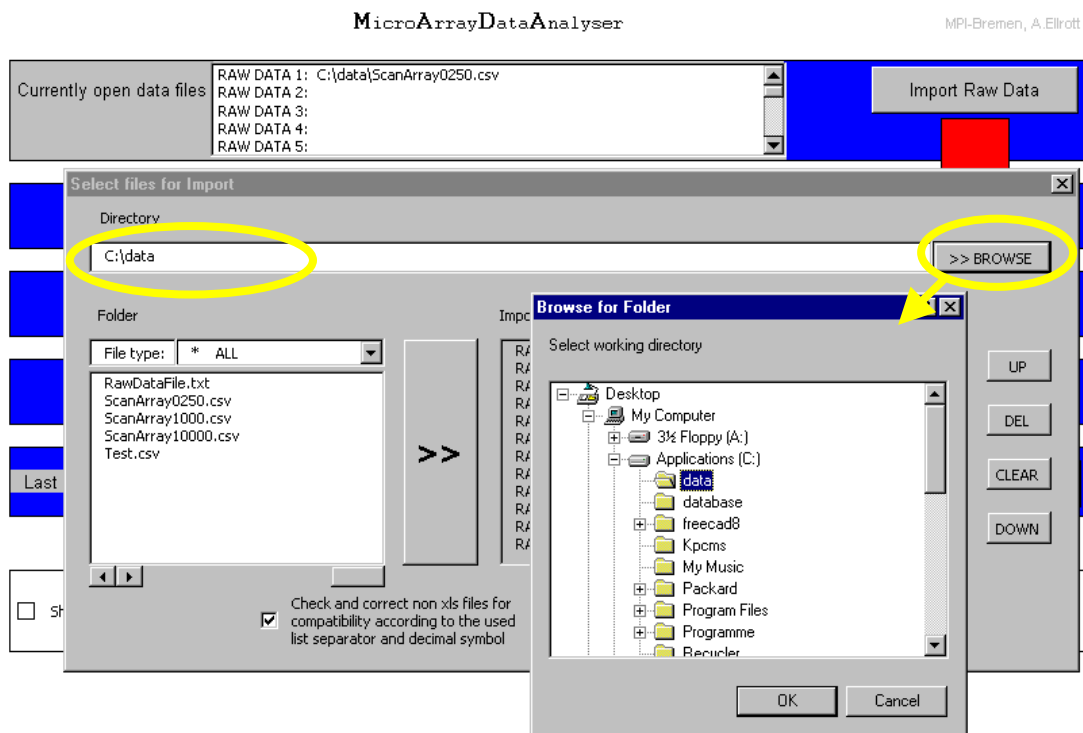 MicroArrayDataAnalyser
MPI-Bremen, A.Ellrott
Currently open data files
RAW DATA 1: C:\data\ScanArray0250.csv
RAW DATA 2:
RAW DATA 3:
RAW DATA 4:
RAW DATA 5:
Import Raw Data
Select files for Import
Directory
C:\data
>> BROWSE
Folder
File type: * ALL
RawDataFile.txt
ScanArray0250.csv
ScanArray1000.csv
ScanArray10000.csv
Test.csv
>>
Check and correct non xls files for
compatibility according to the used
list separator and decimal symbol
Browse for Folder
Select working directory
Desktop
My Computer
3½ Floppy (A:)
Applications (C:)
data
database
freecad8
Kpcms
My Music
Packard
Program Files
Programme
Recycler
OK
Cancel
UP
DEL
CLEAR
DOWN
Last